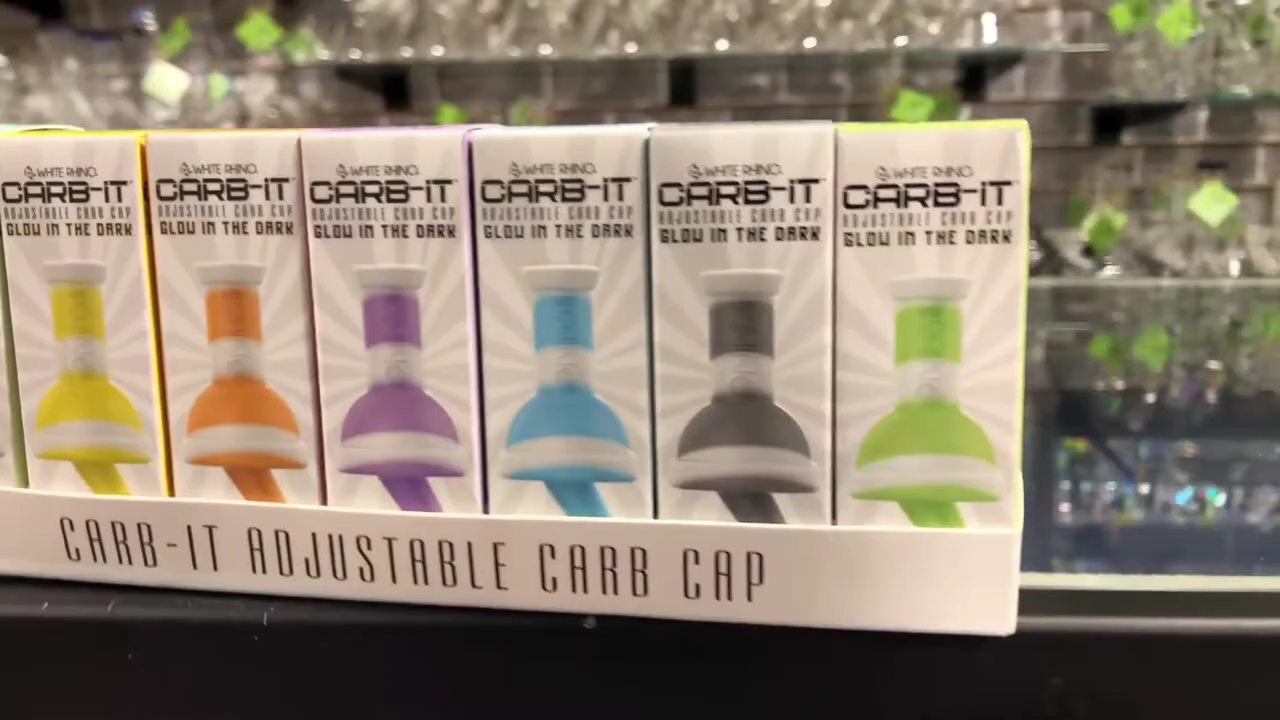 WHITE RHINO
CARB-iT
ADJUSTABLE CARB CAP
GLOW IN THE DARK
WHITE RHINO
CARB-iT
ADJUSTABLE CARB CAP
GLOW IN THE DARK
WHITE RHINO
CARB-iT
ADJUSTABLE CARB CAP
GLOW IN THE DARK
WHITE RHINO
CARB-iT
ADJUSTABLE CARB CAP
GLOW IN THE DARK
WHITE RHINO
CARB-iT
ADJUSTABLE CARB CAP
GLOW IN THE DARK
WHITE RHINO
CARB-iT
ADJUSTABLE CARB CAP
GLOW IN THE DARK
CARB-IT ADJUSTABLE CARB CAP